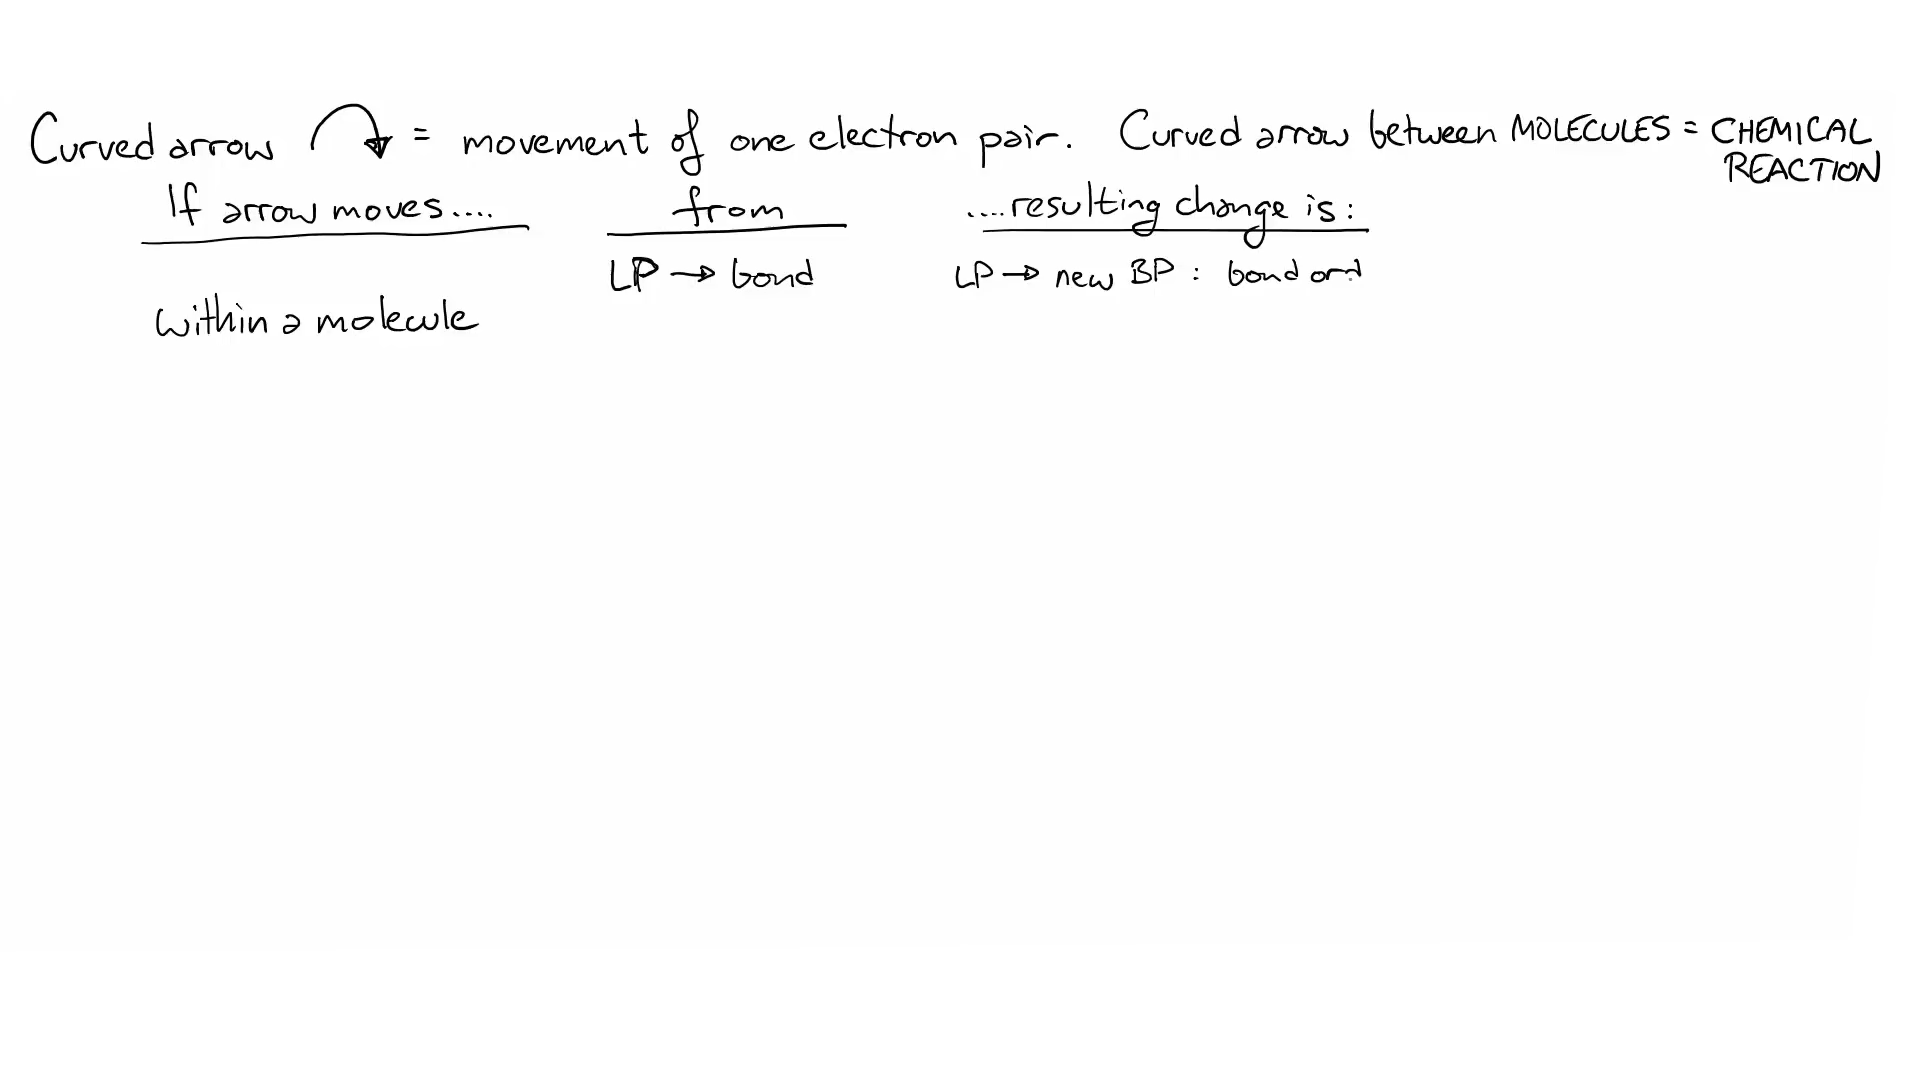 Curved arrow = movement of one electron pair. Curved arrow between MOLECULES = CHEMICAL
REACTION
If arrow moves.... from ....resulting change is:
LP → bond LP → new BP : bond ord
within a molecule